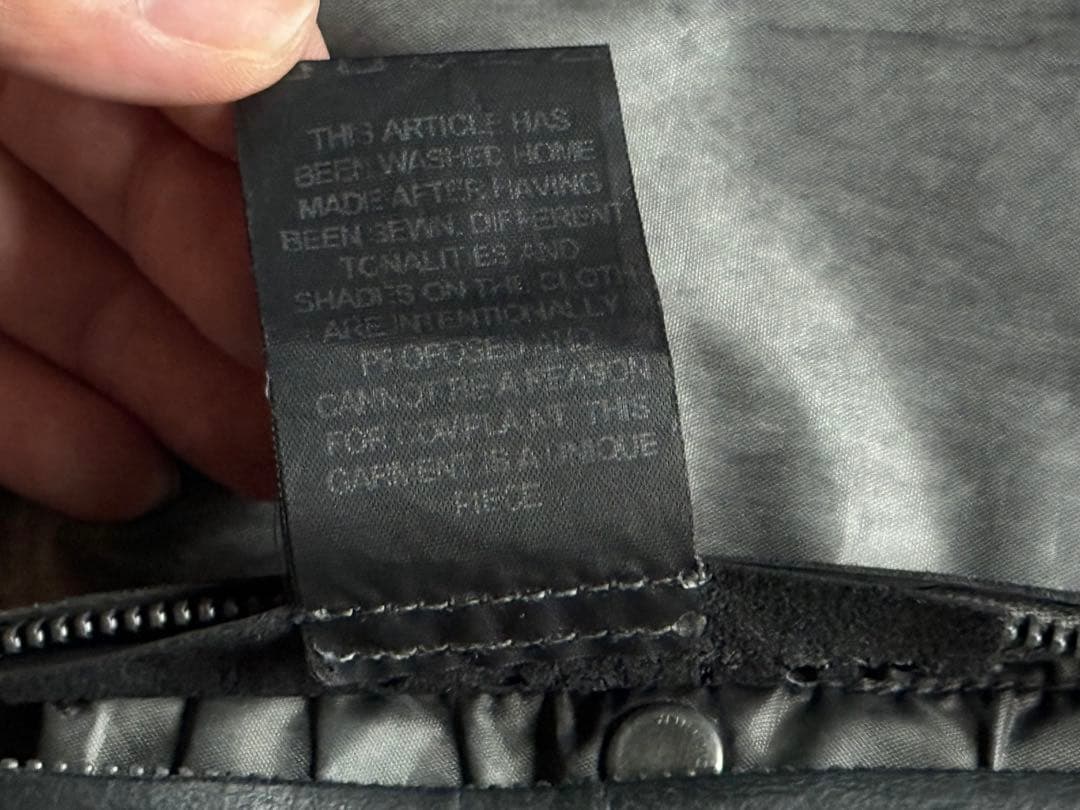 THIS ARTICLE HAS
BEEN WASHED HOME
MADE AFTER HAVING
BEEN SEWN. DIFFERENT
TONALITIES AND
SHADES ON THE CLOTH
ARE INTENTIONALLY
PROPOSED AND
CANNOT BE A REASON
FOR COMPLAINT. THIS
GARMENT IS A UNIQUE
PIECE